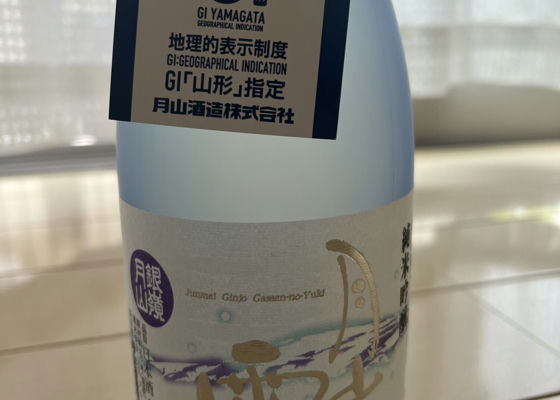 GI YAMAGATA
GEOGRAPHICAL INDICATION
地理的表示制度
GI:GEOGRAPHICAL INDICATION
GI「山形」指定
月山酒造株式会社
純米吟醸
銀嶺
月山
Junmai Ginjo Gassan-no-Yuki
月